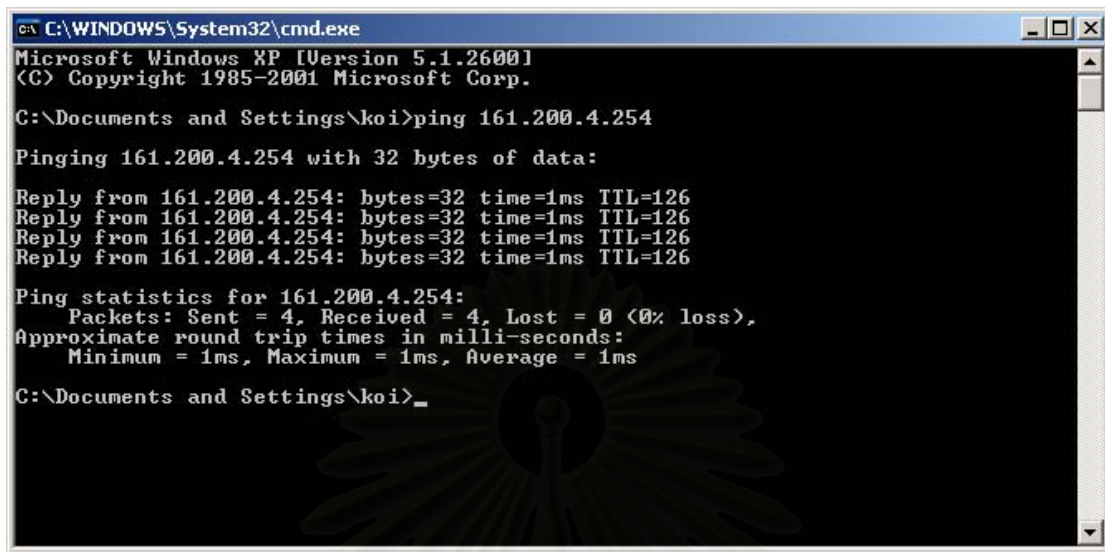 C:\WINDOWS\System32\cmd.exe
Microsoft Windows XP [Version 5.1.2600]
(C) Copyright 1985-2001 Microsoft Corp.
C:\Documents and Settings\koi>ping 161.200.4.254
Pinging 161.200.4.254 with 32 bytes of data:
Reply from 161.200.4.254: bytes=32 time=1ms TTL=126
Reply from 161.200.4.254: bytes=32 time=1ms TTL=126
Reply from 161.200.4.254: bytes=32 time=1ms TTL=126
Reply from 161.200.4.254: bytes=32 time=1ms TTL=126
Ping statistics for 161.200.4.254:
Packets: Sent = 4, Received = 4, Lost = 0 (0% loss),
Approximate round trip times in milli-seconds:
Minimum = 1ms, Maximum = 1ms, Average = 1ms
C:\Documents and Settings\koi>_